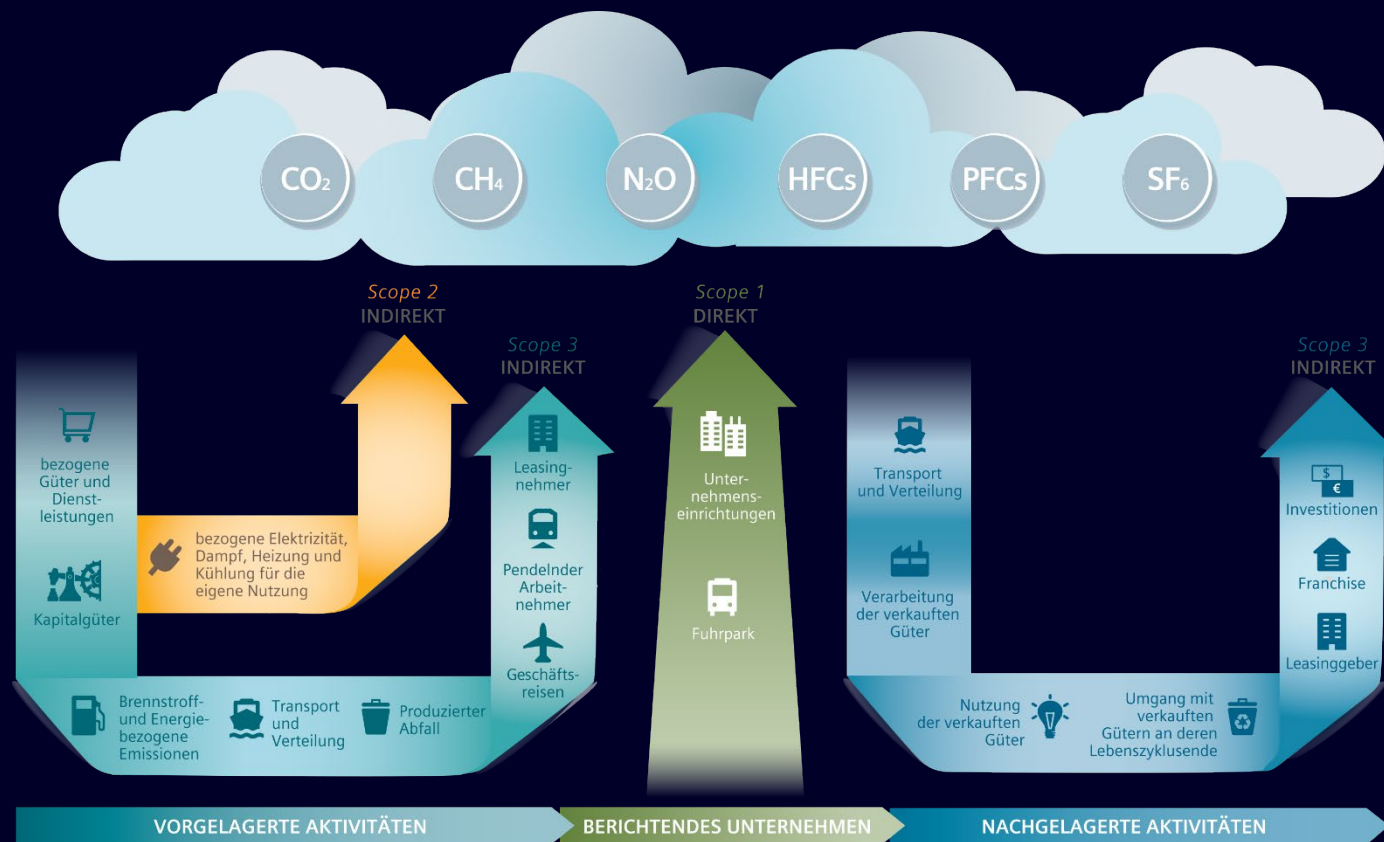 CO₂
CH₄
N₂O
HFCs
PFCs
SF₆
Scope 2
INDIREKT
Scope 1
DIREKT
Scope 3
INDIREKT
Scope 3
INDIREKT
bezogene
Güter und
Dienst-
leistungen
Kapitalgüter
bezogene Elektrizität,
Dampf, Heizung und
Kühlung für die
eigene Nutzung
Brennstroff-
und Energie-
bezogene
Emissionen
Transport
und
Verteilung
Produzierter
Abfall
Leasing-
nehmer
Pendelnder
Arbeit-
nehmer
Geschäfts-
reisen
Unter-
nehmens-
einrichtungen
Fuhrpark
Transport
und Verteilung
Verarbeitung
der verkauften
Güter
Nutzung
der verkauften
Güter
Umgang mit
verkauften
Gütern an deren
Lebenszyklusende
$
€
Investitionen
Franchise
Leasinggeber
VORGELAGERTE AKTIVITÄTEN
BERICHTENDES UNTERNEHMEN
NACHGELAGERTE AKTIVITÄTEN